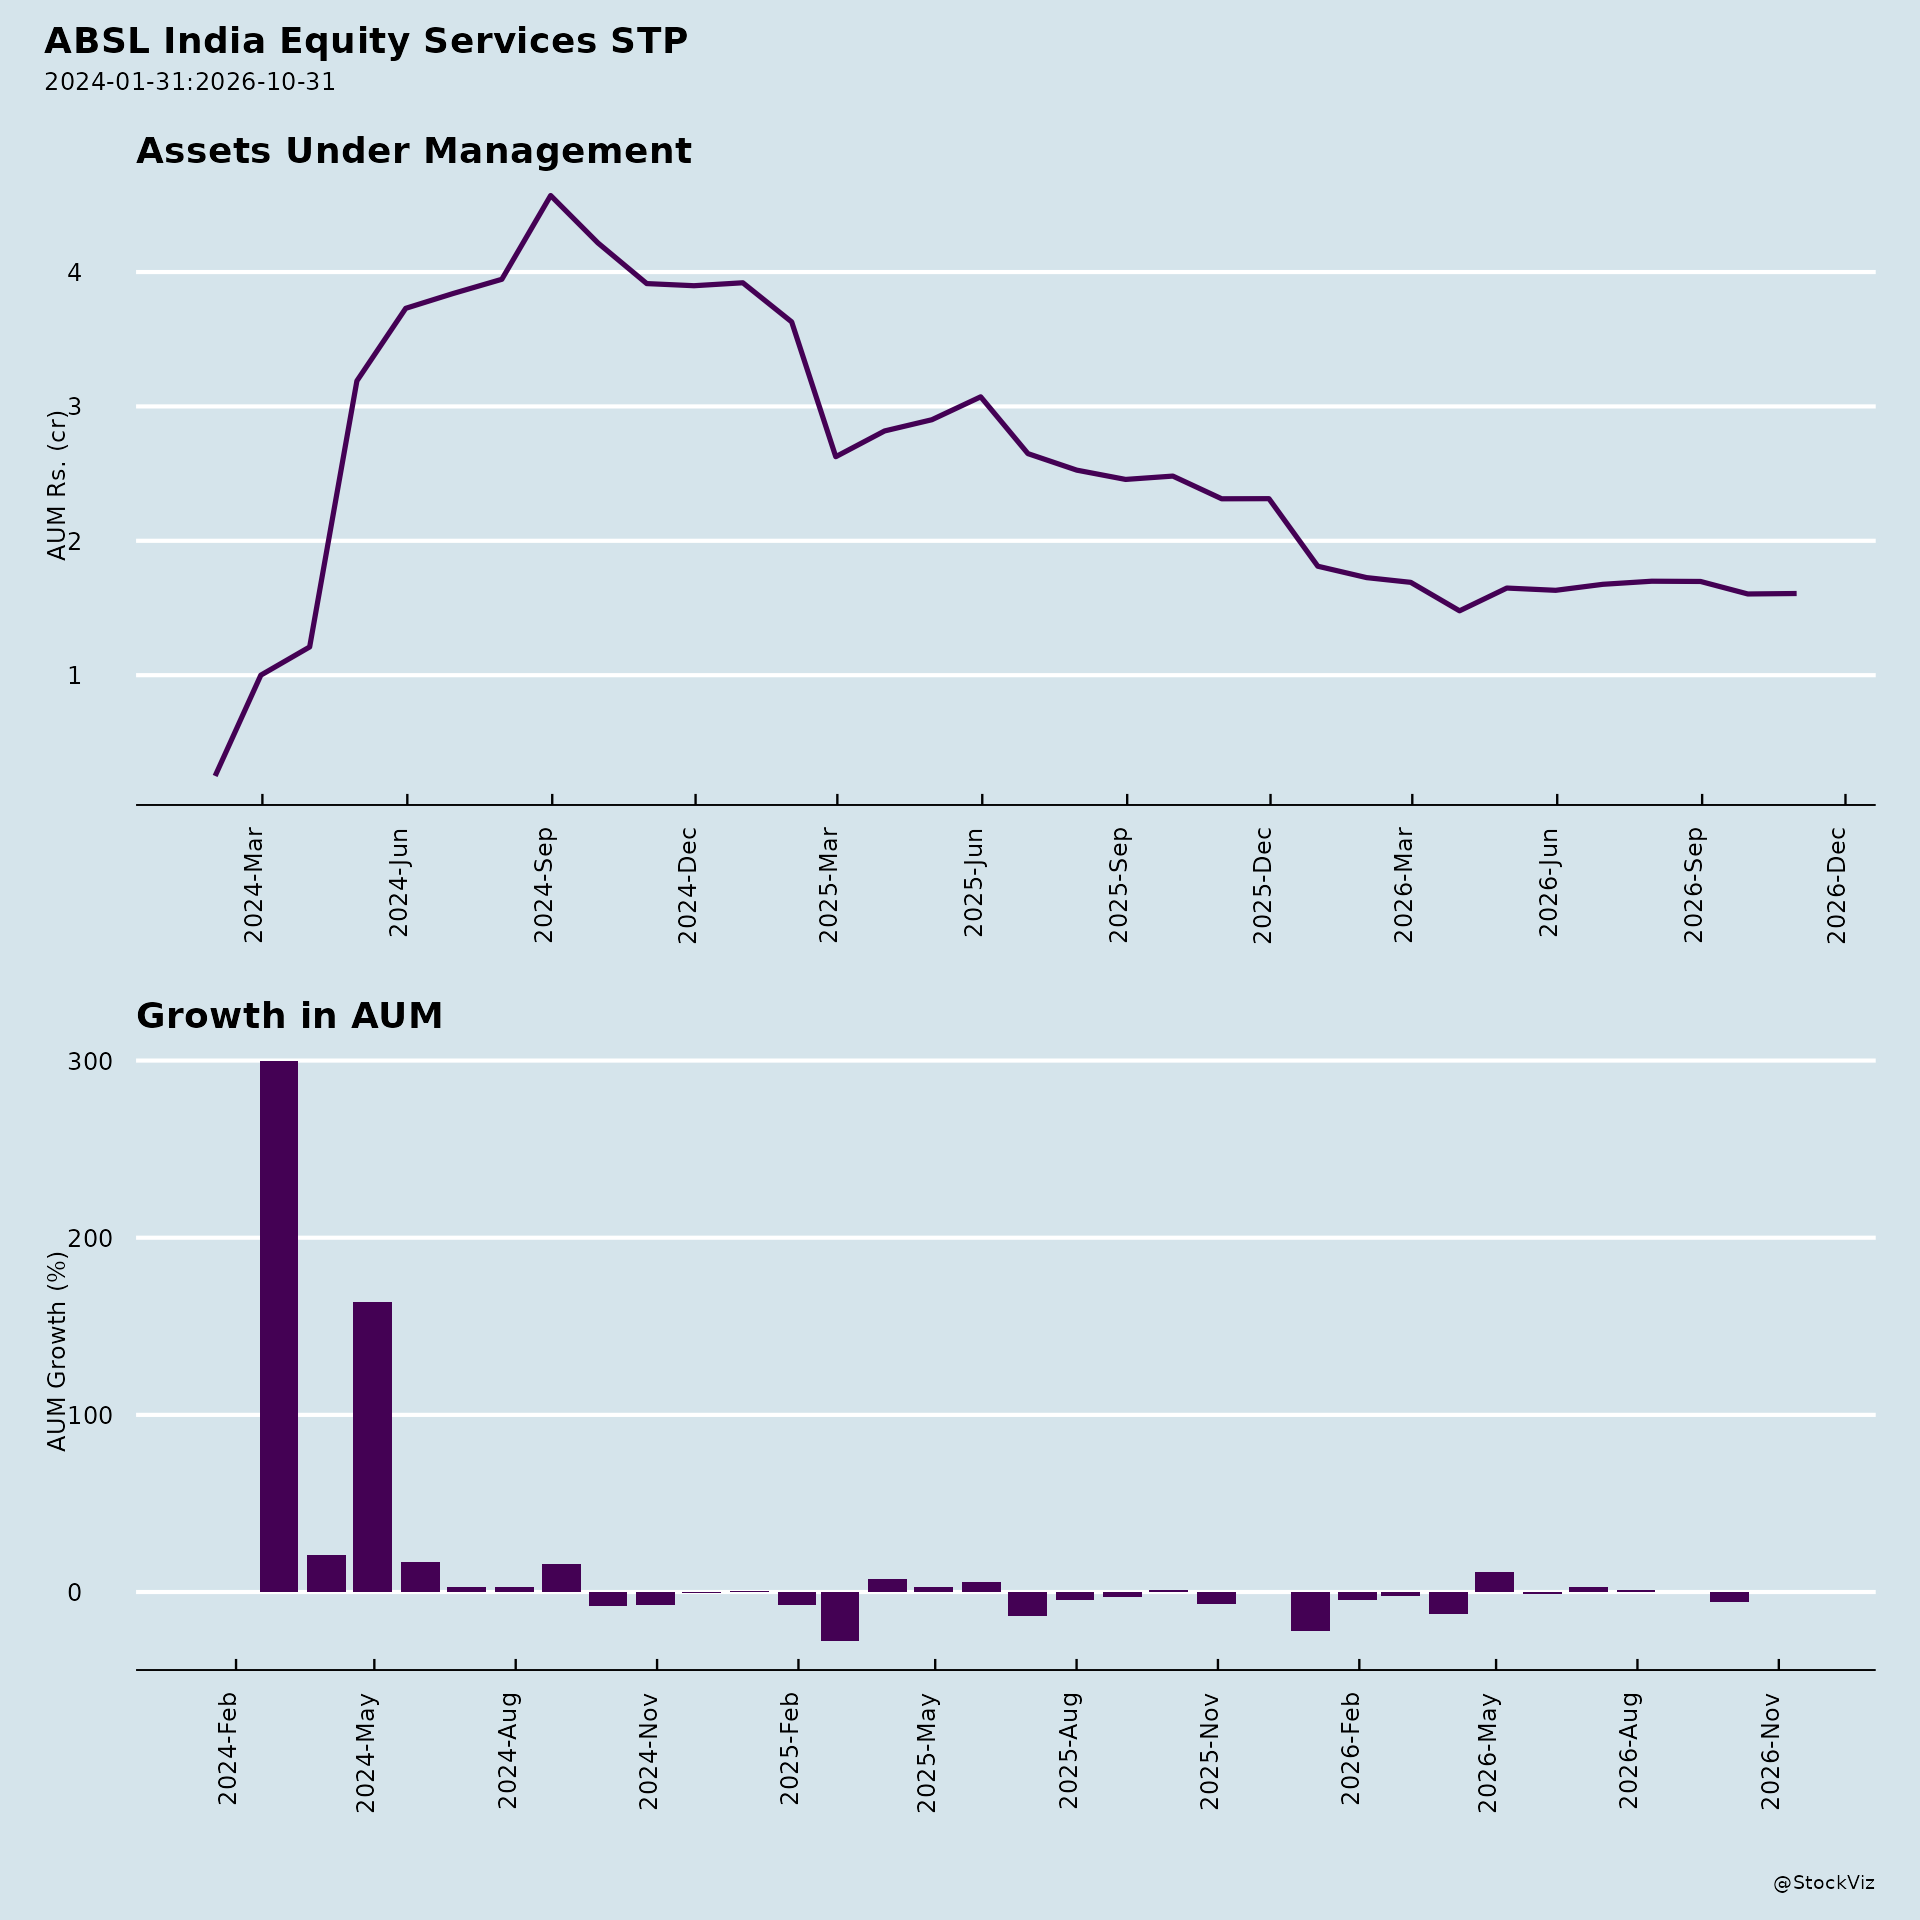 ABSL India Equity Services STP
2024-01-31:2026-10-31
Assets Under Management
AUM Rs. (cr)
4
3
2
1
2024-Mar
2024-Jun
2024-Sep
2024-Dec
2025-Mar
2025-Jun
2025-Sep
2025-Dec
2026-Mar
2026-Jun
2026-Sep
2026-Dec
Growth in AUM
AUM Growth (%)
300
200
100
0
2024-Feb
2024-May
2024-Aug
2024-Nov
2025-Feb
2025-May
2025-Aug
2025-Nov
2026-Feb
2026-May
2026-Aug
2026-Nov
@StockViz